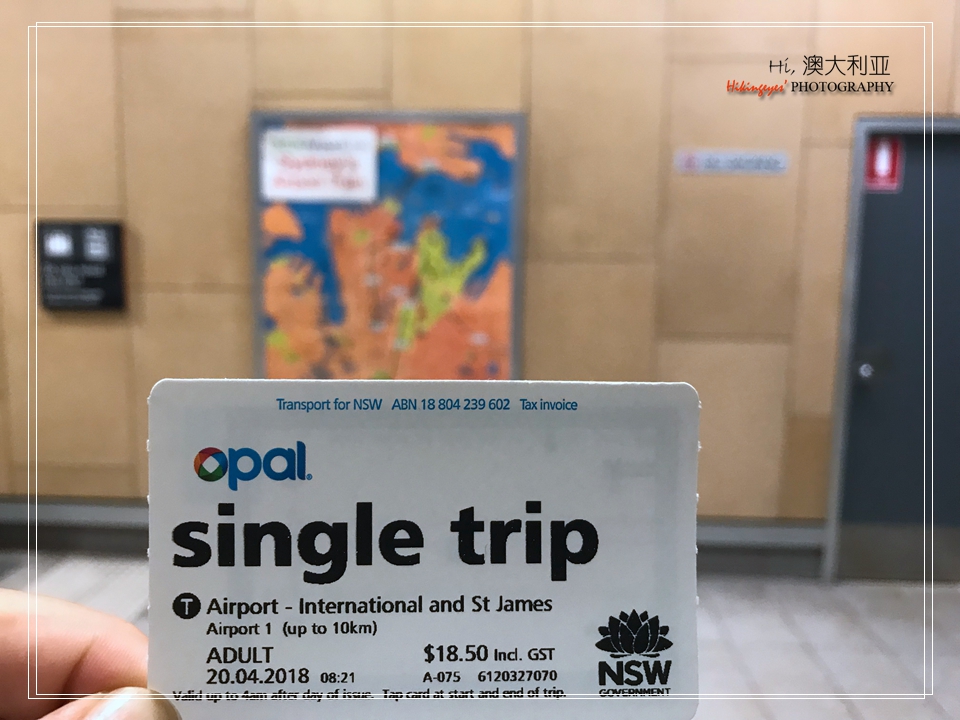 Hi, 澳大利亚
Hikingeyes' PHOTOGRAPHY
Transport for NSW ABN 18 804 239 602 Tax invoice
opal.
single trip
T Airport - International and St James
Airport 1 (up to 10km)
ADULT $18.50 Incl. GST
20.04.2018 08:21 A-075 6120327070
NSW
GOVERNMENT
Valid up to 4am after day of issue. Tap card at start and end of trip.